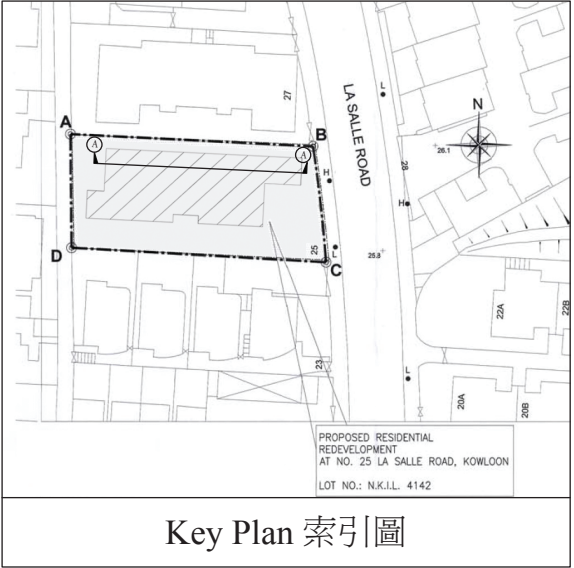 27
LA SALLE ROAD
L
N
A
B
A
A
26.1
28
H
H
D
25
L
C
25.8
22A
22B
23
L
20A
20B
PROPOSED RESIDENTIAL
REDEVELOPMENT
AT NO. 25 LA SALLE ROAD, KOWLOON
LOT NO.: N.K.I.L. 4142
Key Plan 索引圖